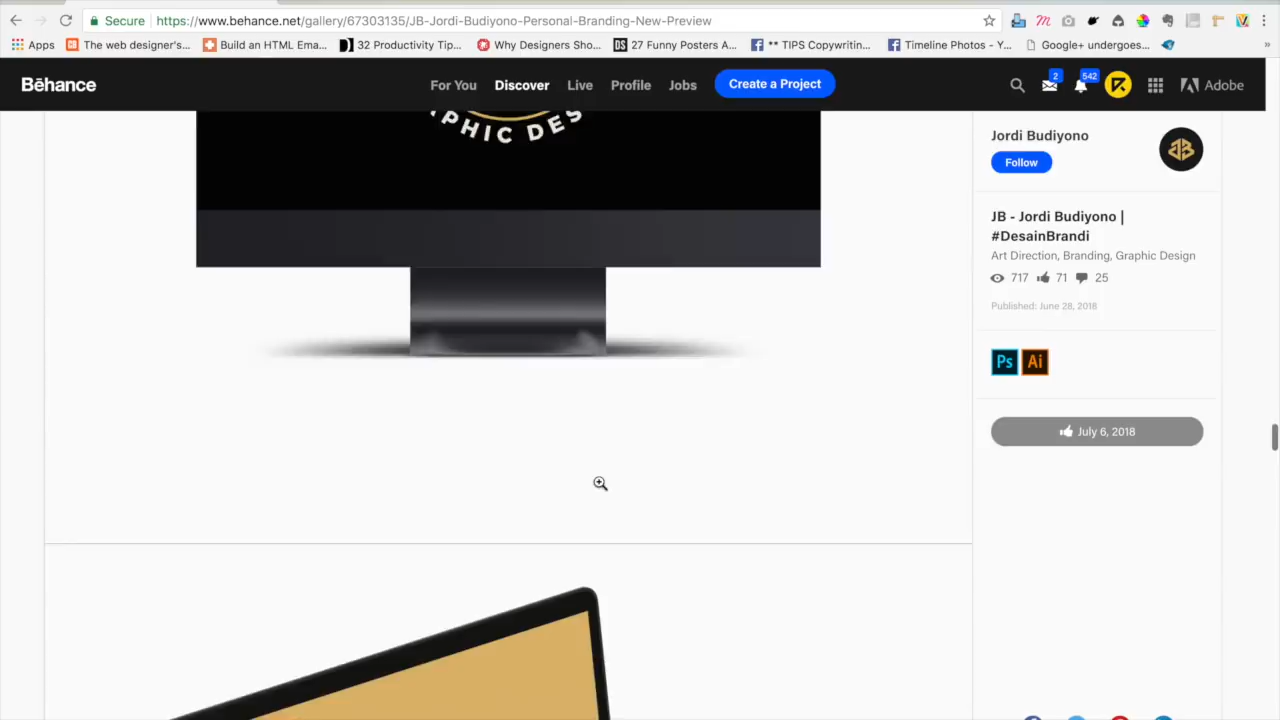 Secure https://www.behance.net/gallery/67303135/JB-Jordi-Budiyono-Personal-Branding-New-Preview
Apps The web designer's... Build an HTML Ema... 32 Productivity Tip... Why Designers Sho... DS 27 Funny Posters A... ** TIPS Copywritin... Timeline Photos - Y... Google+ undergoes... »
Bēhance For You Discover Live Profile Jobs Create a Project 2 542 Adobe
APHIC DES
Jordi Budiyono
Follow
JB - Jordi Budiyono |
#DesainBrandi
Art Direction, Branding, Graphic Design
717 71 25
Published: June 28, 2018
Ps Ai
July 6, 2018